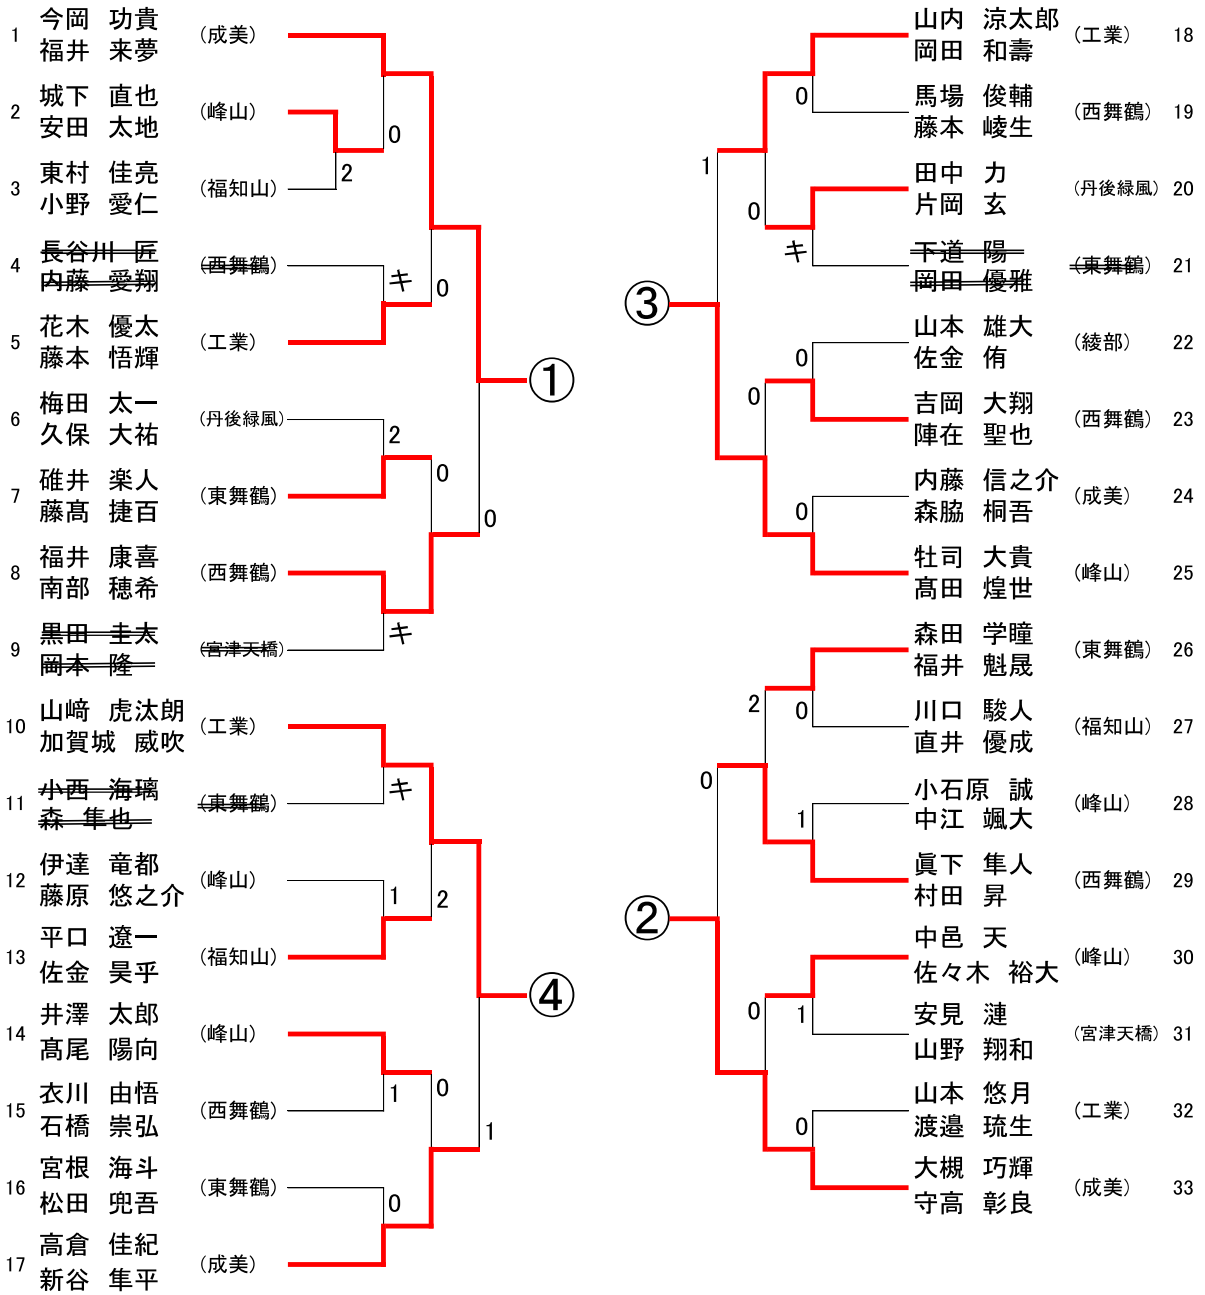 1 今岡 功貴 (成美)
福井 来夢
2 城下 直也 (峰山)
安田 太地
0
3 東村 佳亮 (福知山)
小野 愛仁
2
4 長谷川 匠 (西舞鶴)
内藤 愛翔
キ
0
5 花木 優太 (工業)
藤本 悟輝
①
6 梅田 太一 (丹後緑風)
久保 大祐
2
7 碓井 楽人 (東舞鶴)
藤髙 捷百
0
0
8 福井 康喜 (西舞鶴)
南部 穂希
9 黒田 圭太 (宮津天橋)
岡本 隆
キ
10 山﨑 虎汰朗 (工業)
加賀城 威吹
11 小西 海璃 (東舞鶴)
森 隼也
キ
12 伊達 竜都 (峰山)
藤原 悠之介
1
2
13 平口 遼一 (福知山)
佐金 昊乎
④
14 井澤 太郎 (峰山)
髙尾 陽向
15 衣川 由悟 (西舞鶴)
石橋 崇弘
1
0
1
16 宮根 海斗 (東舞鶴)
松田 兜吾
0
17 高倉 佳紀 (成美)
新谷 隼平
山内 涼太郎 (工業) 18
岡田 和壽
0
馬場 俊輔 (西舞鶴) 19
藤本 崚生
1
田中 力 (丹後緑風) 20
片岡 玄
0
キ
下道 陽 (東舞鶴) 21
岡田 優雅
③
山本 雄大 (綾部) 22
佐金 侑
0
0
吉岡 大翔 (西舞鶴) 23
陣在 聖也
内藤 信之介 (成美) 24
森脇 桐吾
0
牡司 大貴 (峰山) 25
髙田 煌世
森田 学瞳 (東舞鶴) 26
福井 魁晟
2
0
川口 駿人 (福知山) 27
直井 優成
0
小石原 誠 (峰山) 28
中江 颯大
1
眞下 隼人 (西舞鶴) 29
村田 昇
②
中邑 天 (峰山) 30
佐々木 裕大
0
1
安見 漣 (宮津天橋) 31
山野 翔和
山本 悠月 (工業) 32
渡邉 琉生
0
大槻 巧輝 (成美) 33
守高 彰良